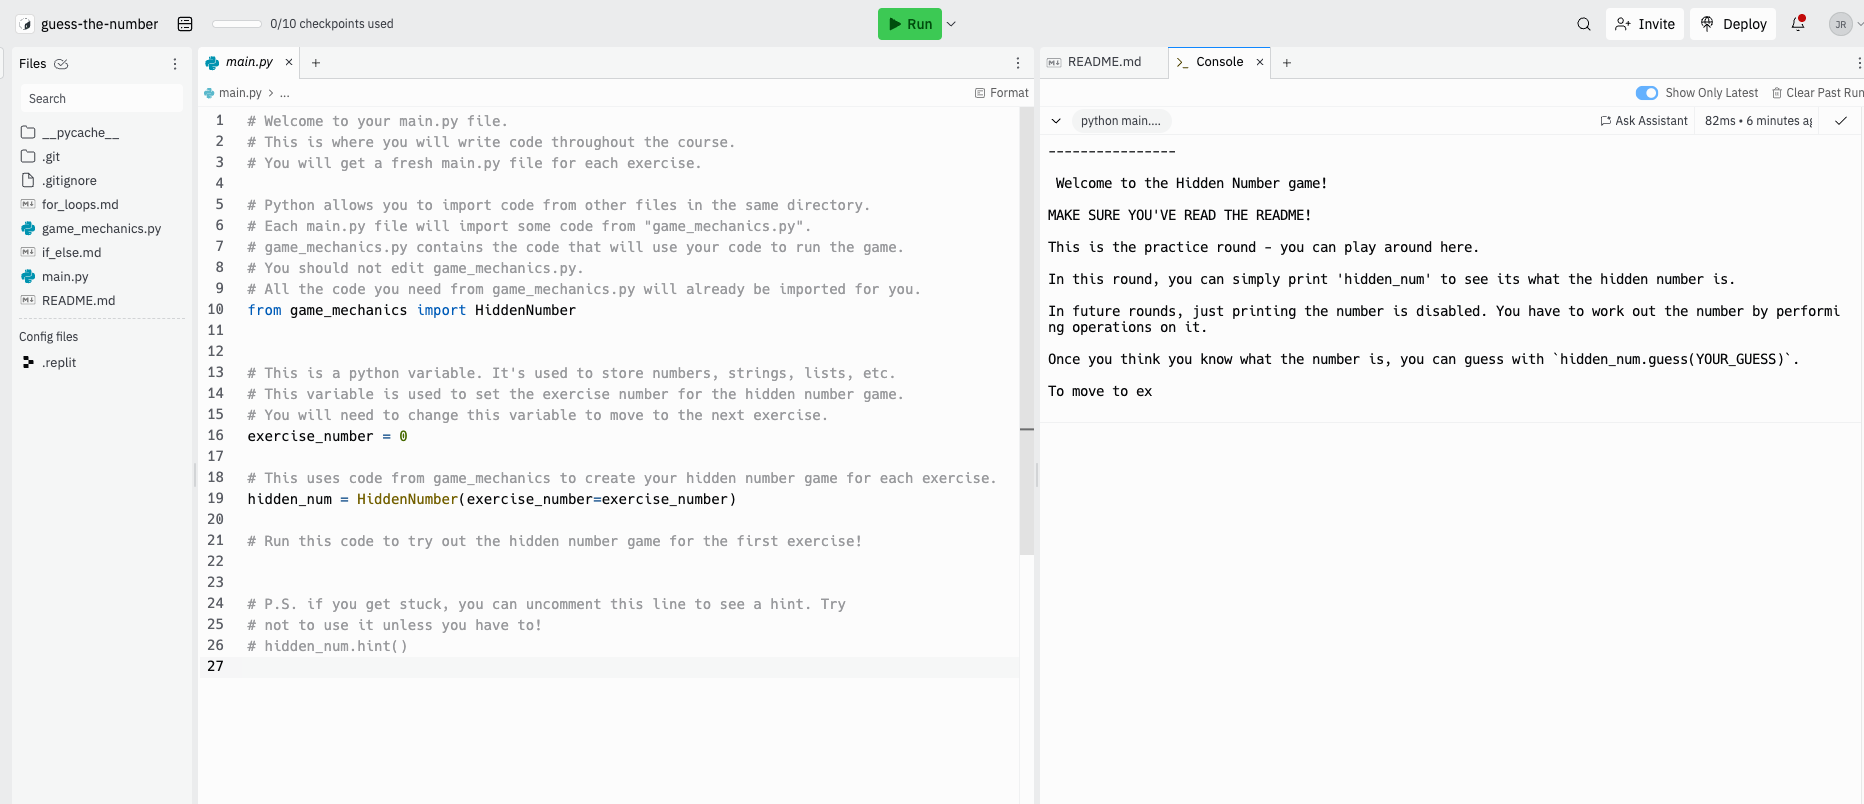 guess-the-number
0/10 checkpoints used
Run
Invite
Deploy
JR
Files
Search
__pycache__
.git
.gitignore
for_loops.md
game_mechanics.py
if_else.md
main.py
README.md
Config files
.replit
main.py
main.py > ...
Format
1 # Welcome to your main.py file.
2 # This is where you will write code throughout the course.
3 # You will get a fresh main.py file for each exercise.
4
5 # Python allows you to import code from other files in the same directory.
6 # Each main.py file will import some code from "game_mechanics.py".
7 # game_mechanics.py contains the code that will use your code to run the game.
8 # You should not edit game_mechanics.py.
9 # All the code you need from game_mechanics.py will already be imported for you.
10 from game_mechanics import HiddenNumber
11
12
13 # This is a python variable. It's used to store numbers, strings, lists, etc.
14 # This variable is used to set the exercise number for the hidden number game.
15 # You will need to change this variable to move to the next exercise.
16 exercise_number = 0
17
18 # This uses code from game_mechanics to create your hidden number game for each exercise.
19 hidden_num = HiddenNumber(exercise_number=exercise_number)
20
21 # Run this code to try out the hidden number game for the first exercise!
22
23
24 # P.S. if you get stuck, you can uncomment this line to see a hint. Try
25 # not to use it unless you have to!
26 # hidden_num.hint()
27
README.md
Console
Show Only Latest
Clear Past Run
python main....
Ask Assistant
82ms • 6 minutes ag
----------------
Welcome to the Hidden Number game!
MAKE SURE YOU'VE READ THE README!
This is the practice round - you can play around here.
In this round, you can simply print 'hidden_num' to see its what the hidden number is.
In future rounds, just printing the number is disabled. You have to work out the number by performi
ng operations on it.
Once you think you know what the number is, you can guess with `hidden_num.guess(YOUR_GUESS)`.
To move to ex